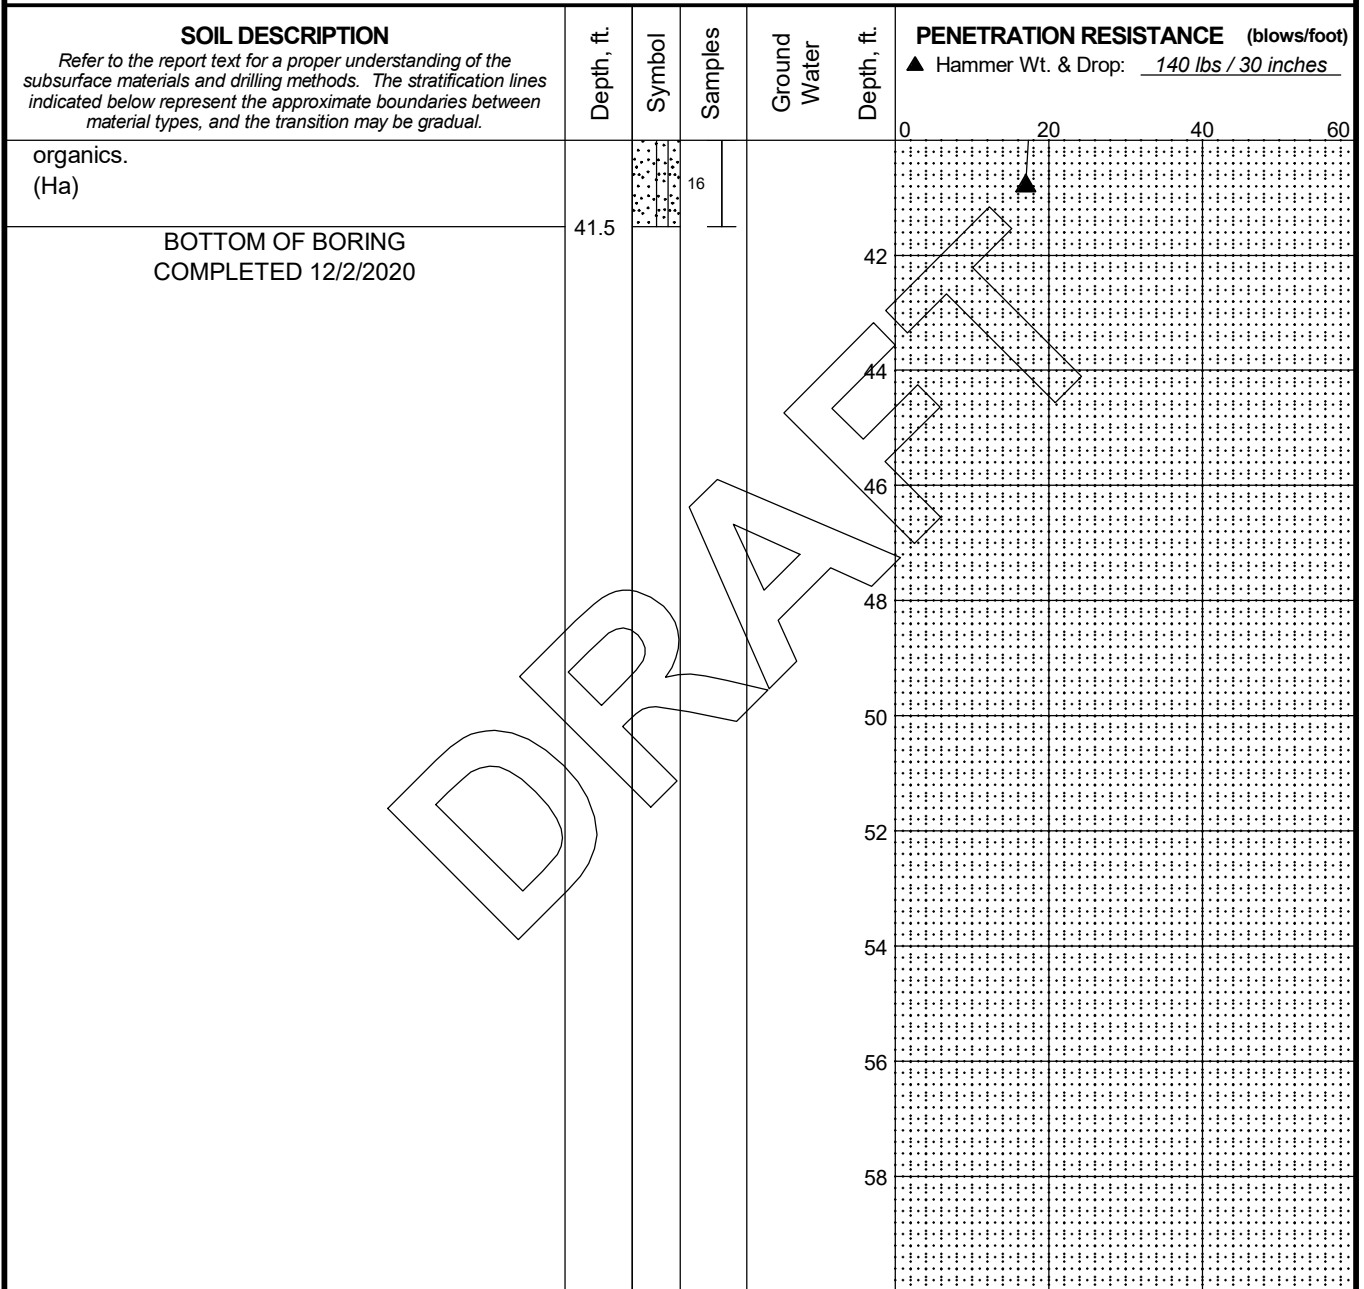 SOIL DESCRIPTION
Refer to the report text for a proper understanding of the
subsurface materials and drilling methods. The stratification lines
indicated below represent the approximate boundaries between
material types, and the transition may be gradual.
Depth, ft.
Symbol
Samples
Ground
Water
Depth, ft.
PENETRATION RESISTANCE (blows/foot)
▲ Hammer Wt. & Drop: 140 lbs / 30 inches
0 20 40 60
organics.
(Ha)
16
41.5
BOTTOM OF BORING
COMPLETED 12/2/2020
42
44
46
48
50
52
54
56
58
DRAFT